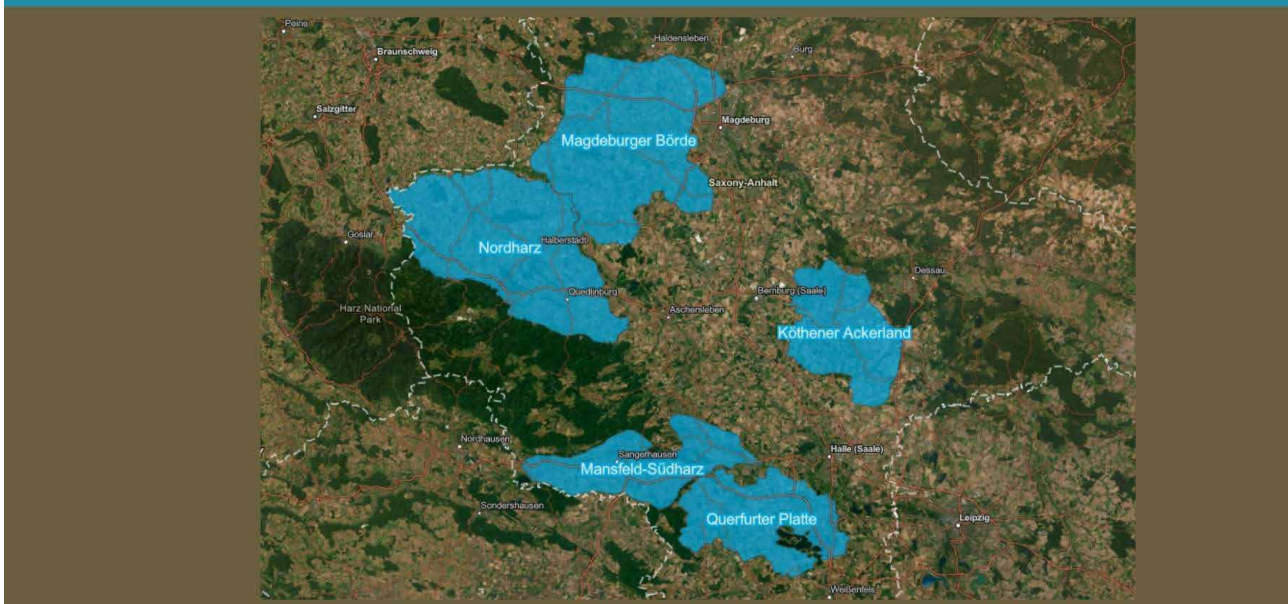 Peine
Haldensleben
Burg
Braunschweig
Salzgitter
Magdeburg
Magdeburger Börde
Saxony-Anhalt
Goslar
Halberstadt
Nordharz
Dessau
Quedlinburg
Bernburg (Saale)
Harz National
Park
Aschersleben
Köthener Ackerland
Nordhausen
Halle (Saale)
Sangerhausen
Mansfeld-Südharz
Sondershausen
Querfurter Platte
Leipzig
Weißenfels